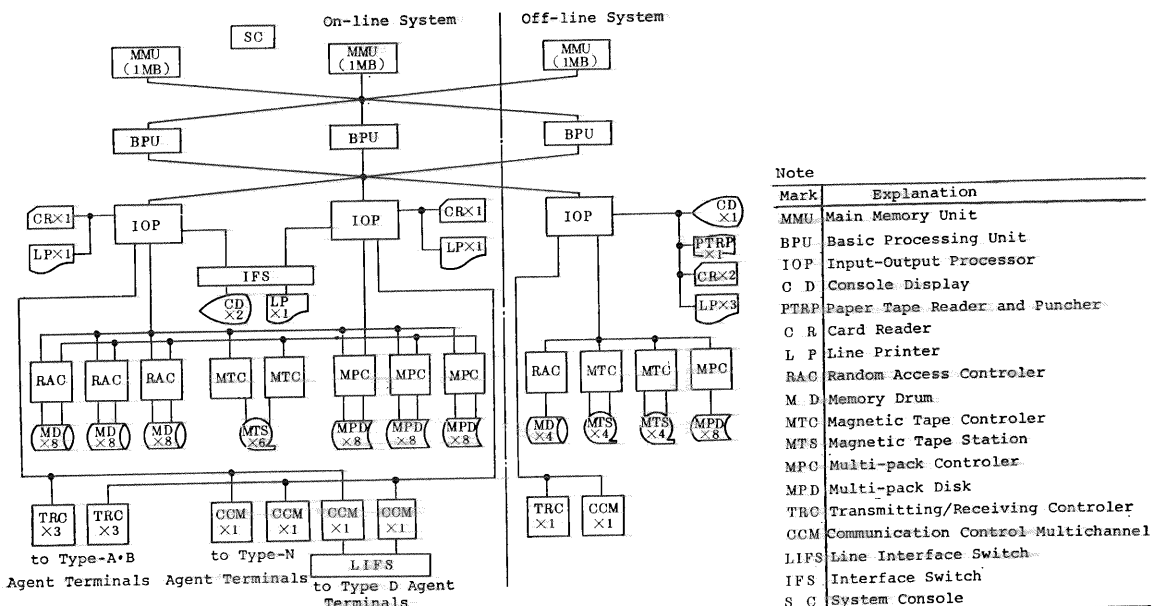 On-line System
Off-line System
SC
MMU
(1MB)
MMU
(1MB)
MMU
(1MB)
BPU
BPU
BPU
CR×1
LP×1
IOP
IOP
CR×1
LP×1
IFS
CD
×2
LP
×1
IOP
CD
×1
PTRP
×1
CR×2
LP×3
RAC
RAC
RAC
MTC
MTC
MPC
MPC
MPC
MD
×8
MD
×8
MD
×8
MTS
×6
MPD
×8
MPD
×8
MPD
×8
RAC
MTC
MTC
MPC
MD
×4
MTS
×4
MTS
×4
MPD
×8
TRC
×3
TRC
×3
CCM
×1
CCM
×1
CCM
×1
CCM
×1
TRC
×1
CCM
×1
LIFS
to Type-A•B
Agent Terminals
to Type-N
Agent Terminals
to Type D Agent
Terminals
Note
Mark Explanation
MMU Main Memory Unit
BPU Basic Processing Unit
IOP Input-Output Processor
C D Console Display
PTRP Paper Tape Reader and Puncher
C R Card Reader
L P Line Printer
RAC Random Access Controler
M D Memory Drum
MTC Magnetic Tape Controler
MTS Magnetic Tape Station
MPC Multi-pack Controler
MPD Multi-pack Disk
TRC Transmitting/Receiving Controler
CCM Communication Control Multichannel
LIFS Line Interface Switch
IFS Interface Switch
S C System Console